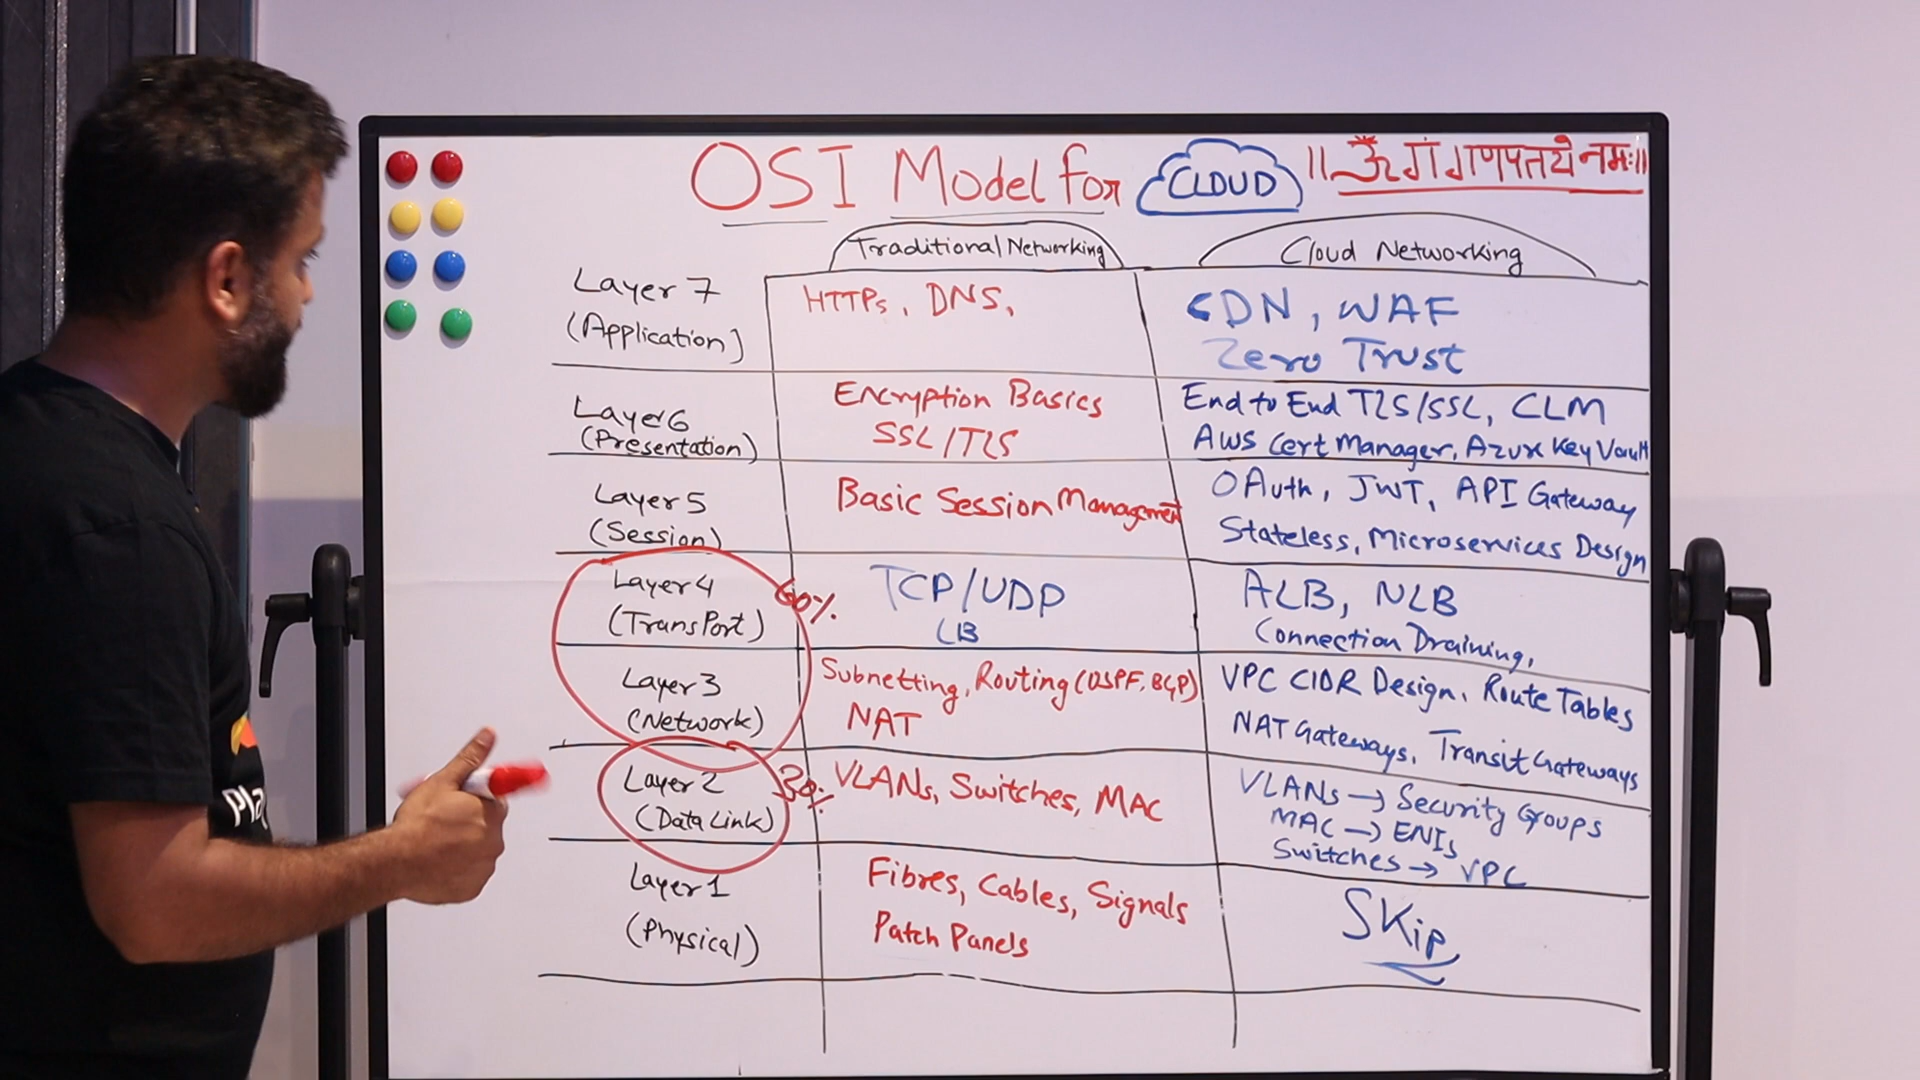 OSI Model for CLOUD
॥ ॐ गं गणपतये नमः॥
Traditional Networking
Cloud Networking
Layer 7
(Application)
HTTPs, DNS,
CDN, WAF
Zero Trust
Layer 6
(Presentation)
Encryption Basics
SSL/TLS
End to End TLS/SSL, CLM
AWS Cert Manager, Azure Key Vault
Layer 5
(Session)
Basic Session Management
OAuth, JWT, API Gateway
Stateless, Microservices Design
Layer 4
(TransPort)
60%
TCP/UDP
LB
ALB, NLB
Connection Draining,
Layer 3
(Network)
Subnetting, Routing (OSPF, BGP)
NAT
VPC CIDR Design, Route Tables
NAT Gateways, Transit Gateways
Layer 2
(Data Link)
30%
VLANs, Switches, MAC
VLANs → Security Groups
MAC → ENIs
Switches → VPC
Layer 1
(Physical)
Fibres, Cables, Signals
Patch Panels
SKip